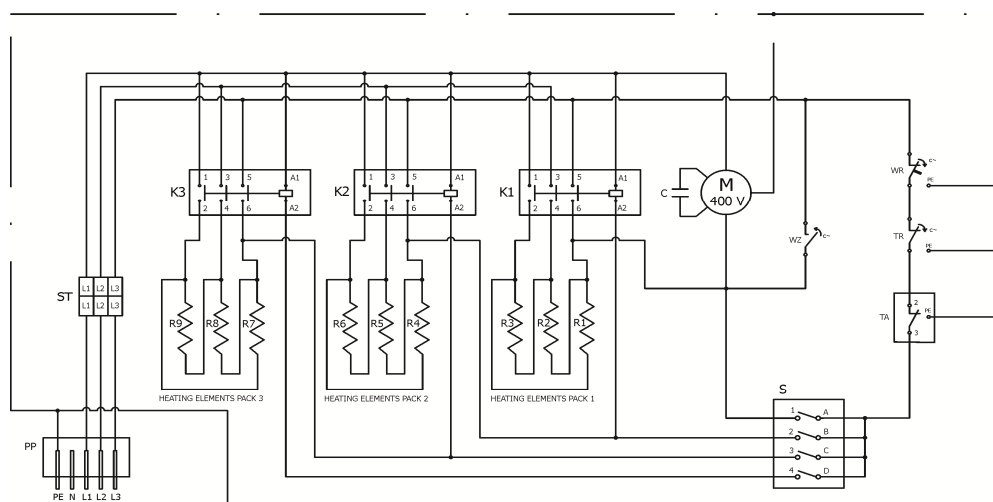 1 3 5 A1
K3
2 4 6 A2
1 3 5 A1
K2
2 4 6 A2
1 3 5 A1
K1
2 4 6 A2
C
M
400 V
WR
c~
PE
TR
c~
PE
WZ
c~
ST
L1 L2 L3
L1 L2 L3
R9 R8 R7
R6 R5 R4
R3 R2 R1
TA
2
PE
3
HEATING ELEMENTS PACK 3
HEATING ELEMENTS PACK 2
HEATING ELEMENTS PACK 1
S
1 A
2 B
3 C
4 D
PP
PE N L1 L2 L3